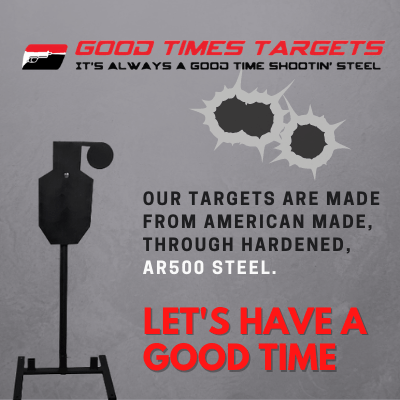 GOOD TIMES TARGETS
IT'S ALWAYS A GOOD TIME SHOOTIN' STEEL
OUR TARGETS ARE MADE
FROM AMERICAN MADE,
THROUGH HARDENED,
AR500 STEEL.
LET'S HAVE A
GOOD TIME